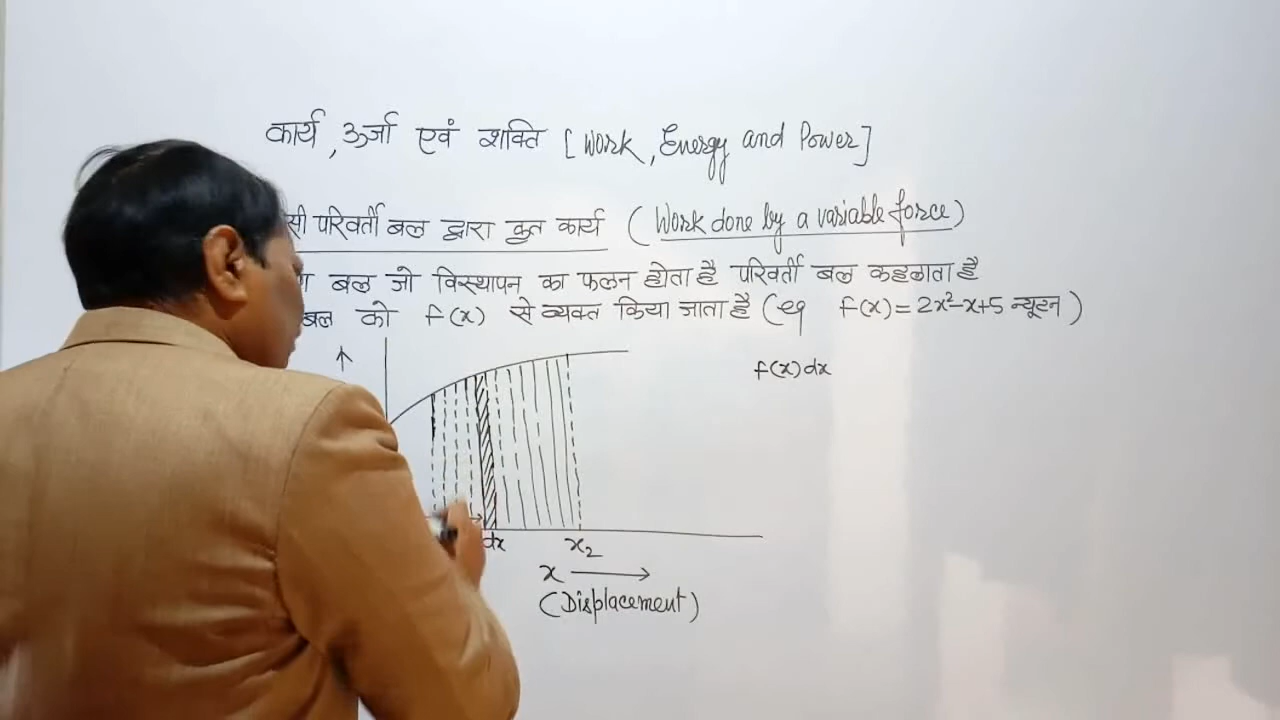 कार्य, ऊर्जा एवं शक्ति [Work, Energy and Power]
परिवर्ती बल द्वारा कृत कार्य (Work done by a variable force)
बल जो विस्थापन का फलन होता है परिवर्ती बल कहलाता है
बल को f(x) से व्यक्त किया जाता है (eg f(x) = 2x²-x+5 न्यूटन)
f(x) dx
dx x₂
x
(Displacement)